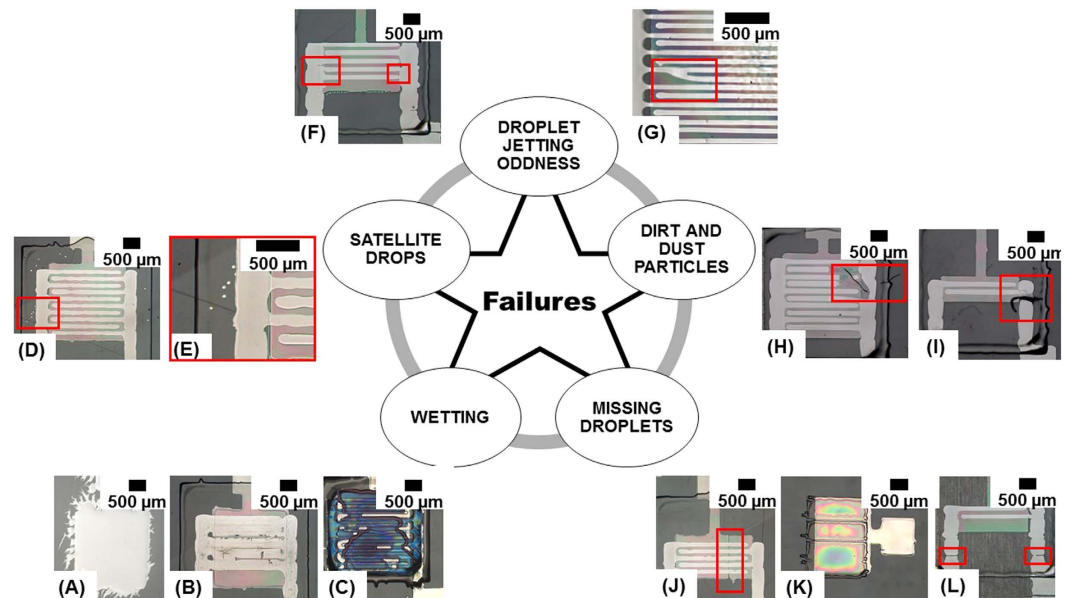 500 µm
(F)
500 µm
(G)
DROPLET
JETTING
ODDNESS
SATELLITE
DROPS
DIRT AND
DUST
PARTICLES
Failures
WETTING
MISSING
DROPLETS
500 µm
(D)
500 µm
(E)
500 µm
(H)
500 µm
(I)
500 µm
(A)
500 µm
(B)
500 µm
(C)
500 µm
(J)
500 µm
(K)
500 µm
(L)